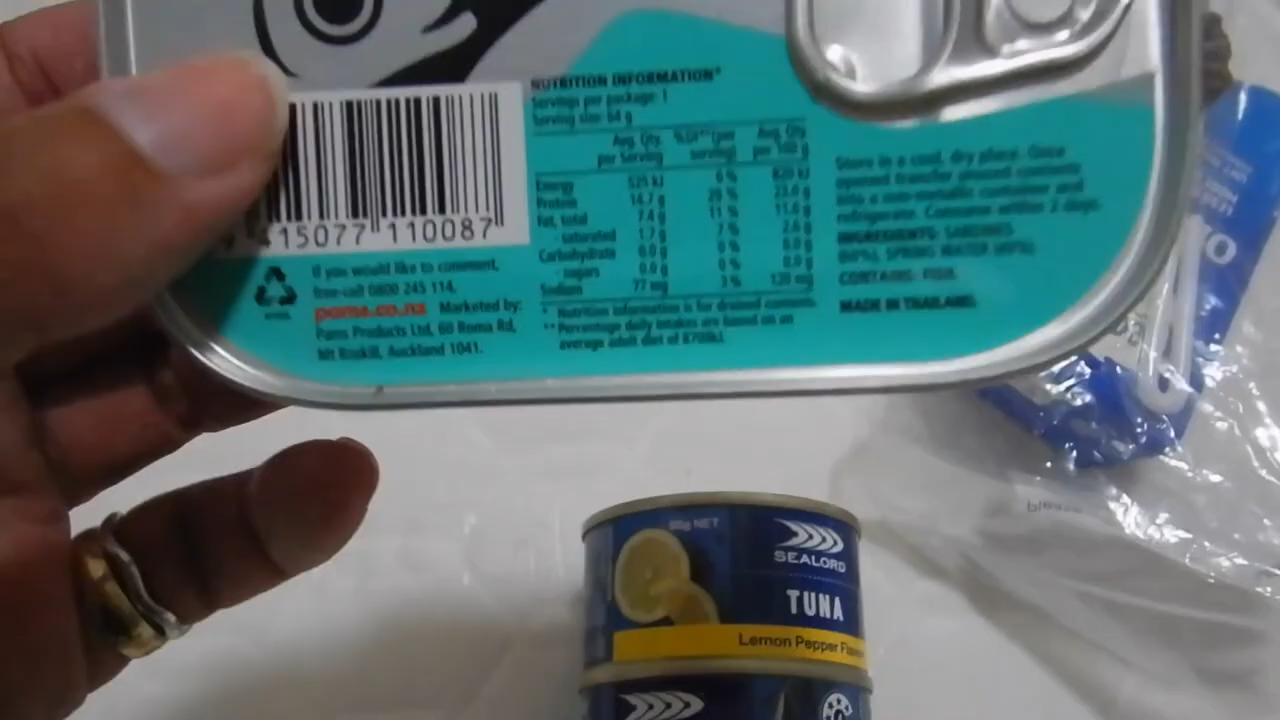 NUTRITION INFORMATION*
Servings per package: 1
Serving size: 64 g
Avg. Qty. per Serving %DI** (per serving) Avg. Qty. per 100 g
Energy 525 kJ 6 % 820 kJ
Protein 14.7 g 29 % 23.0 g
Fat, total 7.4 g 11 % 11.6 g
- saturated 1.7 g 7 % 2.6 g
Carbohydrate 0.0 g 0 % 0.0 g
- sugars 0.0 g 0 % 0.0 g
Sodium 77 mg 3 % 120 mg
* Nutrition information is for drained contents.
** Percentage daily intakes are based on an
average adult diet of 8700kJ.
Store in a cool, dry place. Once
opened transfer unused contents
into a non-metallic container and
refrigerate. Consume within 2 days.
INGREDIENTS: SARDINES
SPRING WATER
CONTAINS: FISH.
MADE IN THAILAND.
415077 110087
If you would like to comment,
free-call 0800 245 114.
pams.co.nz Marketed by:
Pams Products Ltd, 60 Roma Rd,
Mt Roskill, Auckland 1041.
NET
SEALORD
TUNA
Lemon Pepper